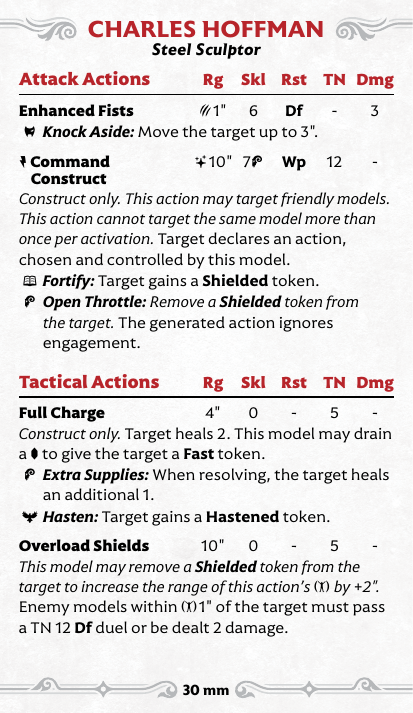 CHARLES HOFFMAN
Steel Sculptor
Attack Actions Rg Skl Rst TN Dmg
Enhanced Fists 1" 6 Df - 3
Knock Aside: Move the target up to 3".
Command Construct 10" 7 Wp 12 -
Construct only. This action may target friendly models.
This action cannot target the same model more than
once per activation. Target declares an action,
chosen and controlled by this model.
Fortify: Target gains a Shielded token.
Open Throttle: Remove a Shielded token from
the target. The generated action ignores
engagement.
Tactical Actions Rg Skl Rst TN Dmg
Full Charge 4" 0 - 5 -
Construct only. Target heals 2. This model may drain
a to give the target a Fast token.
Extra Supplies: When resolving, the target heals
an additional 1.
Hasten: Target gains a Hastened token.
Overload Shields 10" 0 - 5 -
This model may remove a Shielded token from the
target to increase the range of this action's by +2".
Enemy models within 1" of the target must pass
a TN 12 Df duel or be dealt 2 damage.
30 mm